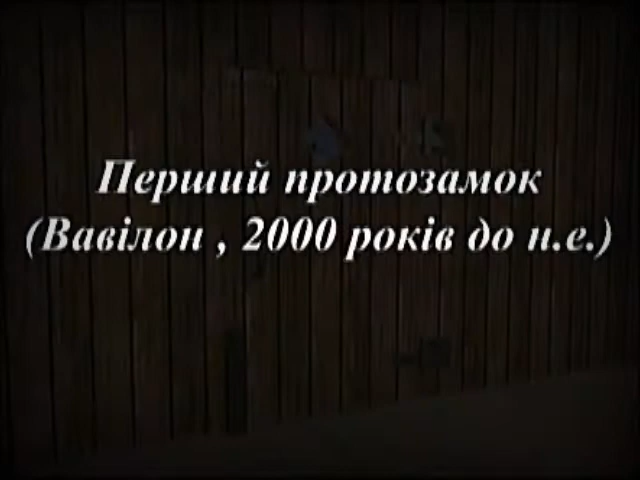 Перший протозамок
(Вавілон , 2000 років до н.е.)